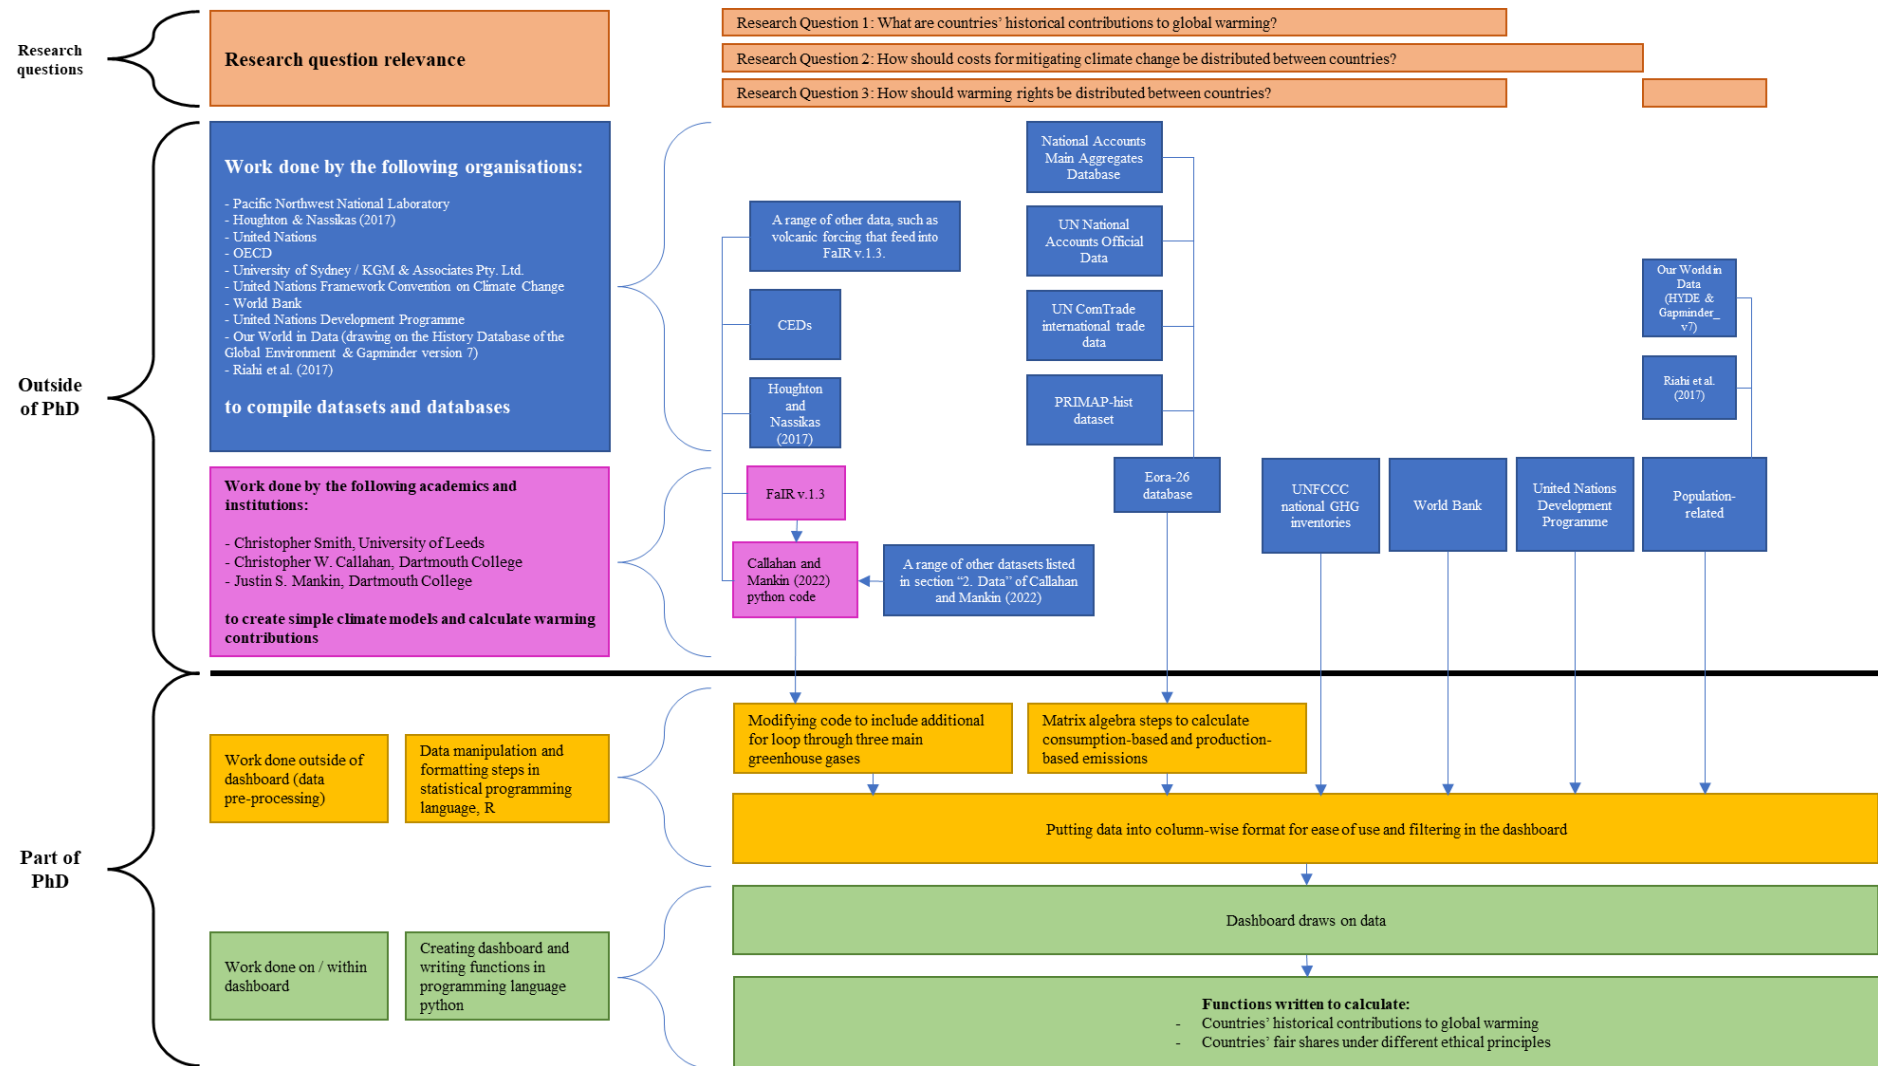 Research
questions
Research question relevance
Research Question 1: What are countries' historical contributions to global warming?
Research Question 2: How should costs for mitigating climate change be distributed between countries?
Research Question 3: How should warming rights be distributed between countries?
Outside
of PhD
Work done by the following organisations:
- Pacific Northwest National Laboratory
- Houghton & Nassikas (2017)
- United Nations
- OECD
- University of Sydney / KGM & Associates Pty. Ltd.
- United Nations Framework Convention on Climate Change
- World Bank
- United Nations Development Programme
- Our World in Data (drawing on the History Database of the
Global Environment & Gapminder version 7)
- Riahi et al. (2017)
to compile datasets and databases
A range of other data, such as
volcanic forcing that feed into
FaIR v.1.3.
CEDs
Houghton
and
Nassikas
(2017)
National Accounts
Main Aggregates
Database
UN National
Accounts Official
Data
UN ComTrade
international trade
data
PRIMAP-hist
dataset
Our World in
Data
(HYDE &
Gapminder_
v7)
Riahi et al.
(2017)
Work done by the following academics and
institutions:
- Christopher Smith, University of Leeds
- Christopher W. Callahan, Dartmouth College
- Justin S. Mankin, Dartmouth College
to create simple climate models and calculate warming
contributions
FaIR v.1.3
Callahan and
Mankin (2022)
python code
A range of other datasets listed
in section “2. Data” of Callahan
and Mankin (2022)
Eora-26
database
UNFCCC
national GHG
inventories
World Bank
United Nations
Development
Programme
Population-
related
Part of
PhD
Work done outside of
dashboard (data
pre-processing)
Data manipulation and
formatting steps in
statistical programming
language, R
Modifying code to include additional
for loop through three main
greenhouse gases
Matrix algebra steps to calculate
consumption-based and production-
based emissions
Putting data into column-wise format for ease of use and filtering in the dashboard
Work done on / within
dashboard
Creating dashboard and
writing functions in
programming language
python
Dashboard draws on data
Functions written to calculate:
- Countries' historical contributions to global warming
- Countries' fair shares under different ethical principles